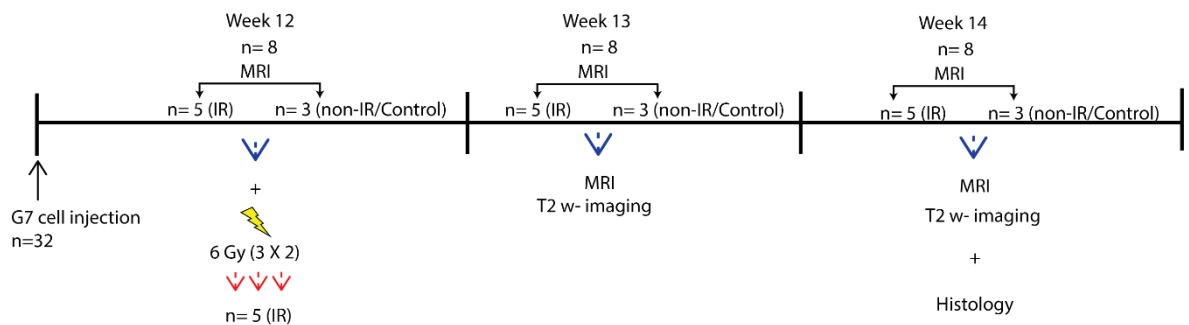 Week 12
n= 8
MRI
n= 5 (IR)
n= 3 (non-IR/Control)
Week 13
n= 8
MRI
n= 5 (IR)
n= 3 (non-IR/Control)
Week 14
n= 8
MRI
n= 5 (IR)
n= 3 (non-IR/Control)
G7 cell injection
n=32
+
6 Gy (3 X 2)
n= 5 (IR)
MRI
T2 w- imaging
MRI
T2 w- imaging
+
Histology